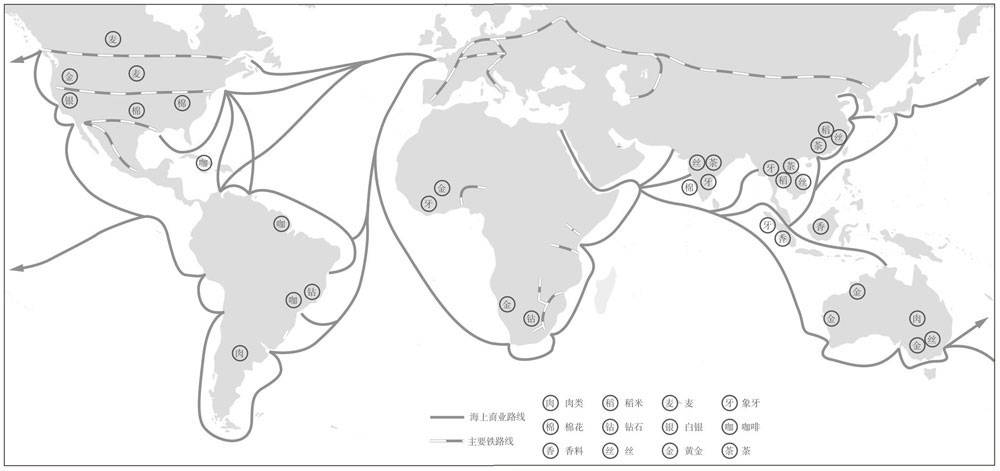 麦
金
麦
银
棉
棉
咖
咖
咖
钻
肉
金
牙
金
钻
丝
茶
棉
牙
稻
丝
茶
牙
茶
稻
丝
牙
香
香
金
金
肉
金
丝
肉 肉类 稻 稻米 麦 麦 牙 象牙
海上商业路线
棉 棉花 钻 钻石 银 白银 咖 咖啡
主要铁路线
香 香料 丝 丝 金 黄金 茶 茶